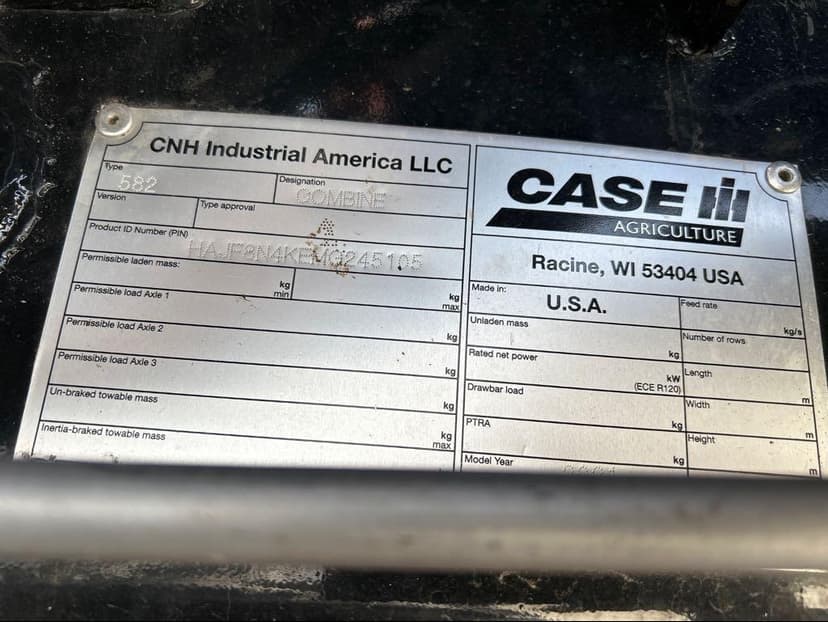 CNH Industrial America LLC
Type
582
Designation
COMBINE
Version
Type approval
A
Product ID Number (PIN)
Permissible laden mass:
kg
min
kg
max
Permissible load Axle 1
kg
Permissible load Axle 2
kg
Permissible load Axle 3
kg
Un-braked towable mass
kg
Inertia-braked towable mass
kg
max
CASE IH
AGRICULTURE
Racine, WI 53404 USA
Made in:
U.S.A.
Feed rate
kg/s
Unladen mass
kg
Number of rows
Rated net power
kW
(ECE R120)
Length
m
Drawbar load
kg
Width
m
PTRA
kg
Height
m
Model Year